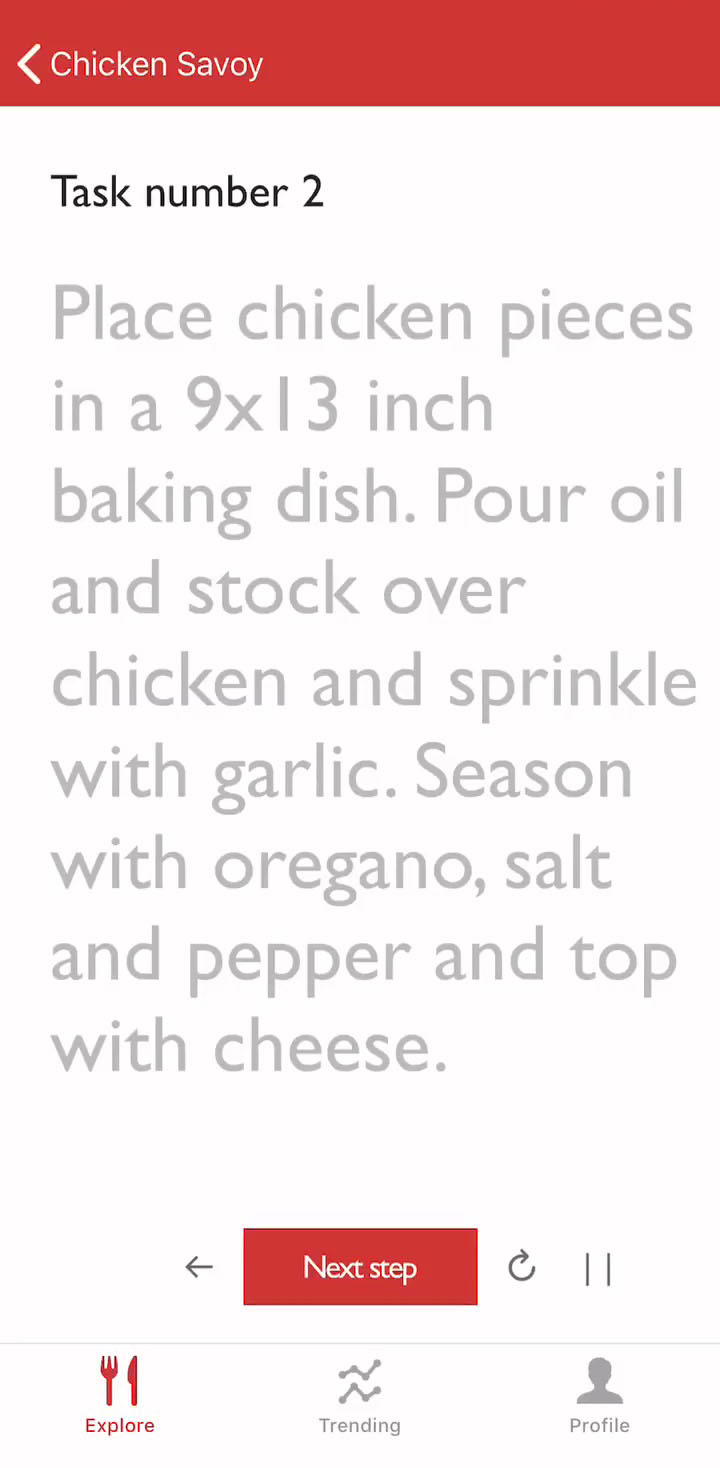 Chicken Savoy
Task number 2
Place chicken pieces
in a 9x13 inch
baking dish. Pour oil
and stock over
chicken and sprinkle
with garlic. Season
with oregano, salt
and pepper and top
with cheese.
Next step
Explore
Trending
Profile